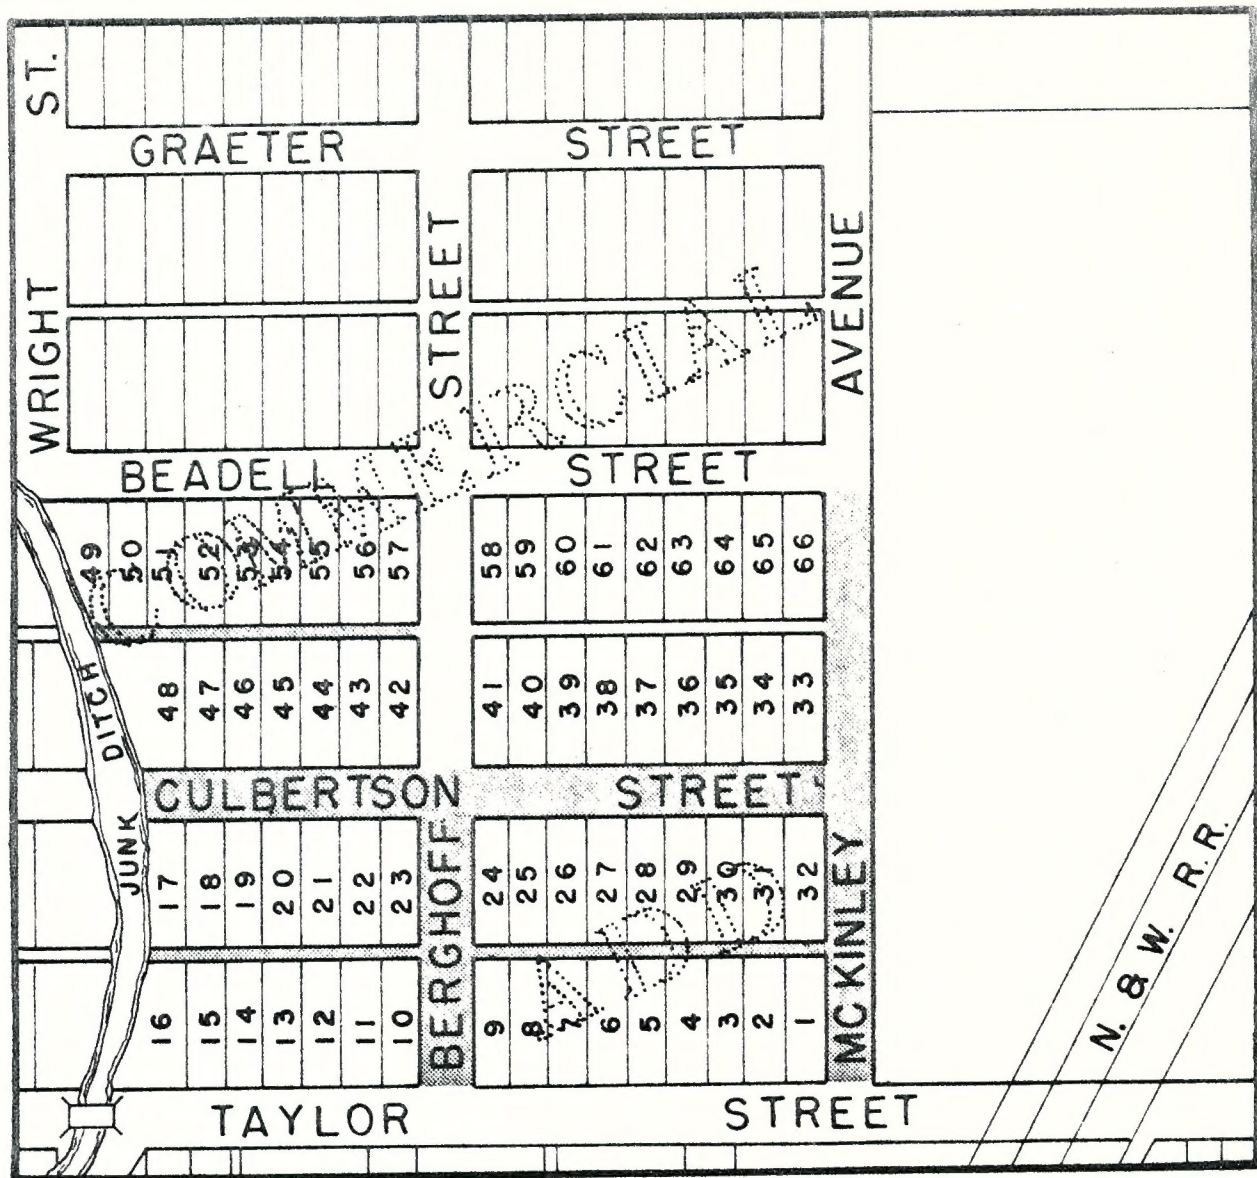 WRIGHT ST.
GRAETER STREET
BERGHOFF STREET
MC KINLEY AVENUE
BEADELL STREET
COMMERCIAL
49 50 51 52 53 54 55 56 57
58 59 60 61 62 63 64 65 66
48 47 46 45 44 43 42
41 40 39 38 37 36 35 34 33
JUNK DITCH
CULBERTSON STREET
17 18 19 20 21 22 23
24 25 26 27 28 29 30 31 32
ADD
16 15 14 13 12 11 10
9 8 7 6 5 4 3 2 1
N. & W. R. R.
TAYLOR STREET